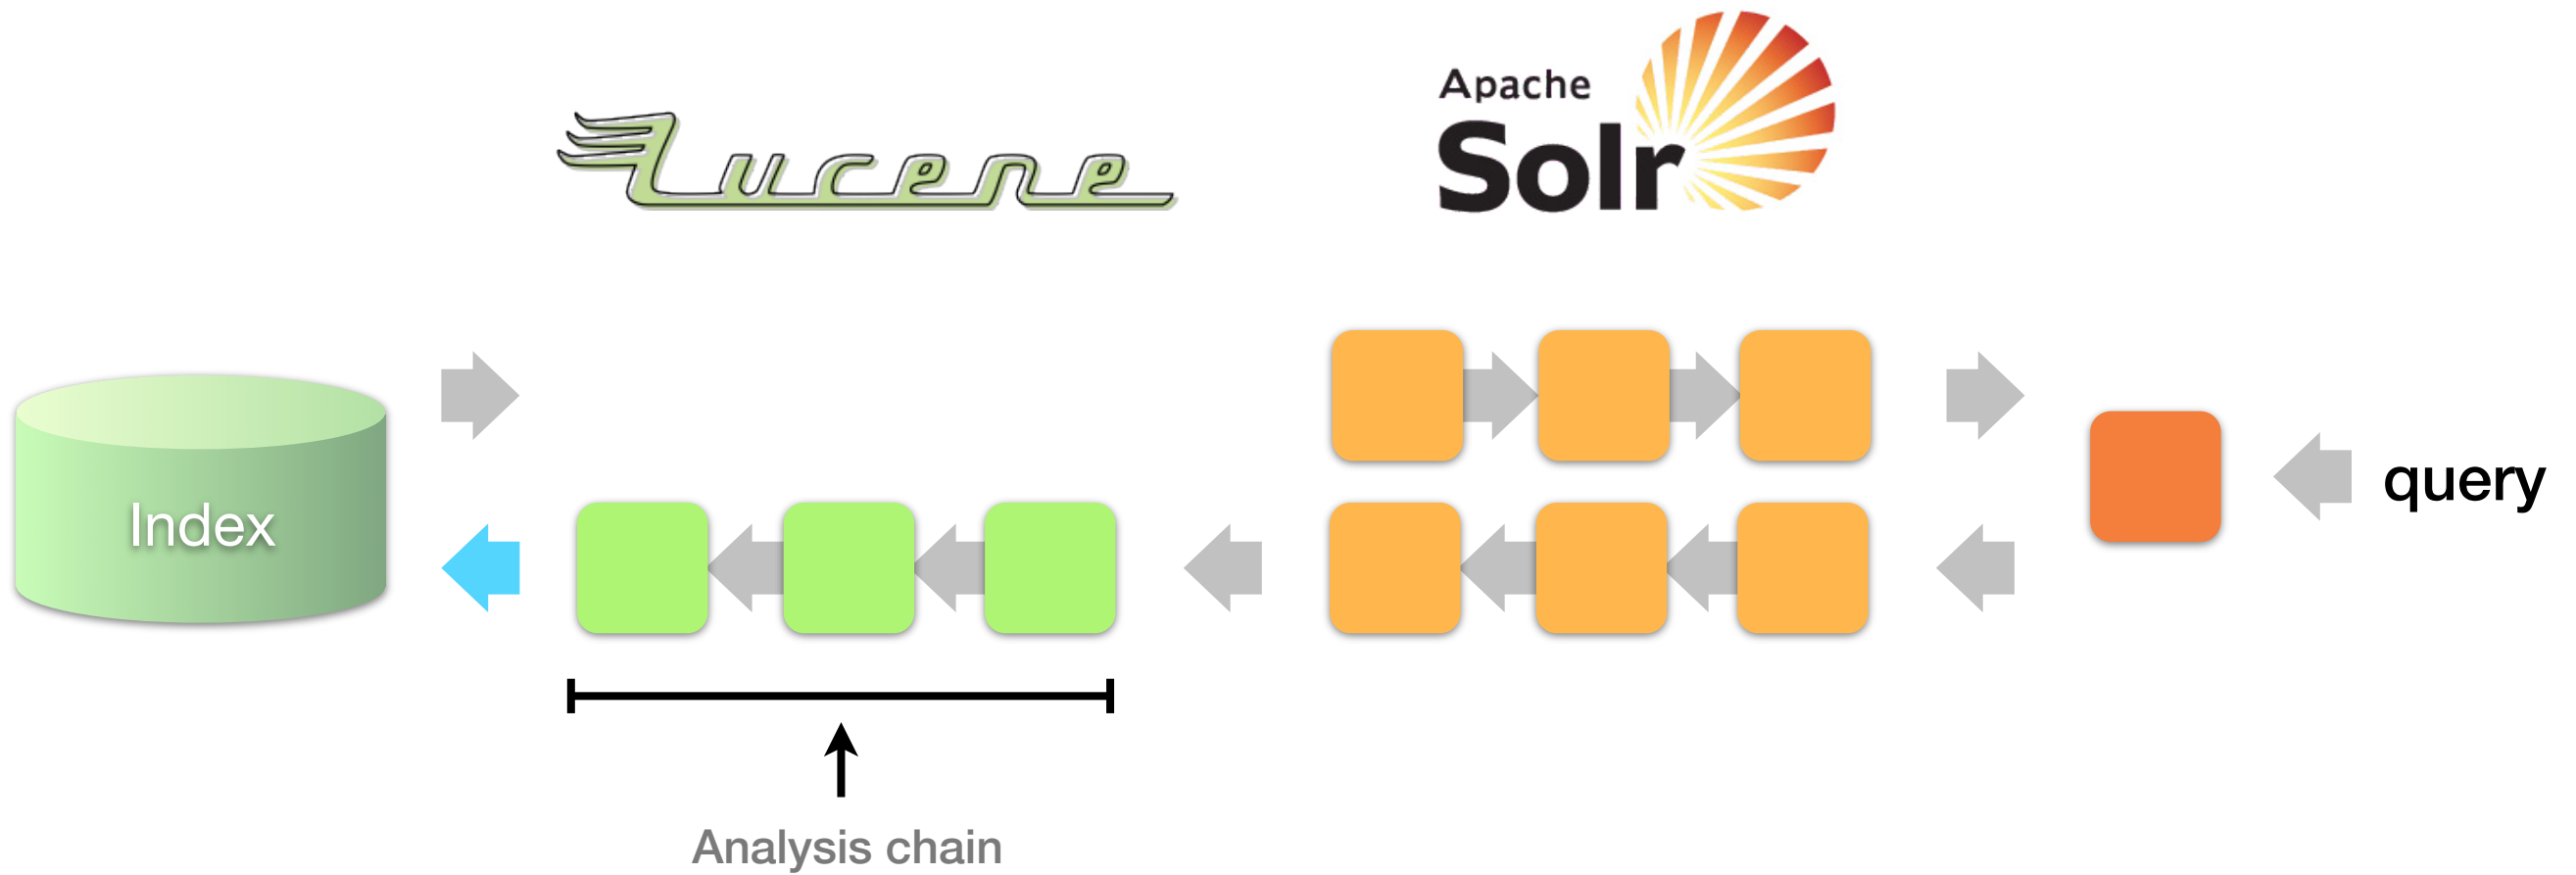 Lucene
Apache
Solr
Index
query
Analysis chain